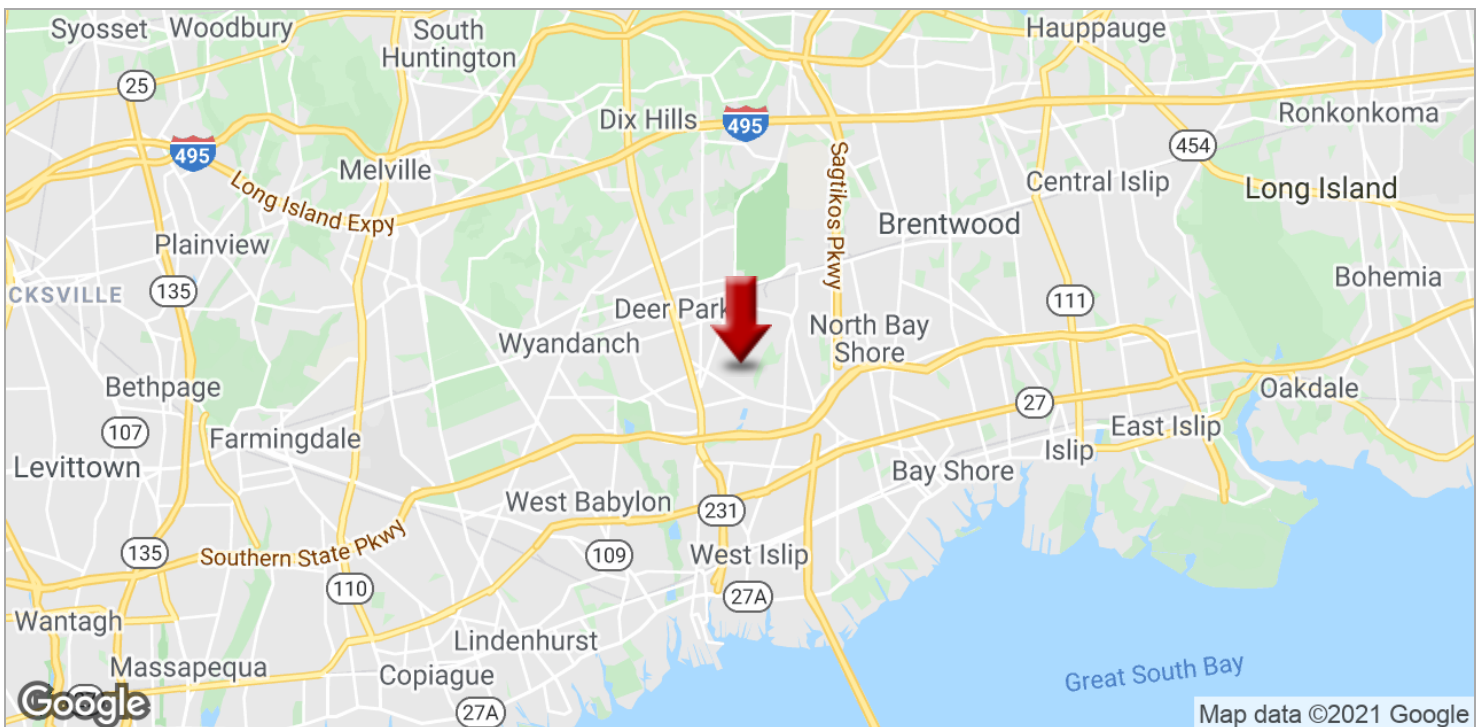 Syosset
Woodbury
South
Huntington
Hauppauge
25
Dix Hills
495
Ronkonkoma
495
454
Melville
Sagtikos Pkwy
Central Islip
Long Island
Long Island Expy
Brentwood
Plainview
Bohemia
CKSVILLE
135
111
Deer Park
North Bay
Shore
Wyandanch
Bethpage
Oakdale
27
107
Farmingdale
East Islip
Islip
Levittown
Bay Shore
West Babylon
231
135
Southern State Pkwy
109
West Islip
110
27A
Wantagh
Lindenhurst
Massapequa
Copiague
Great South Bay
Google
27A
Map data ©2021 Google